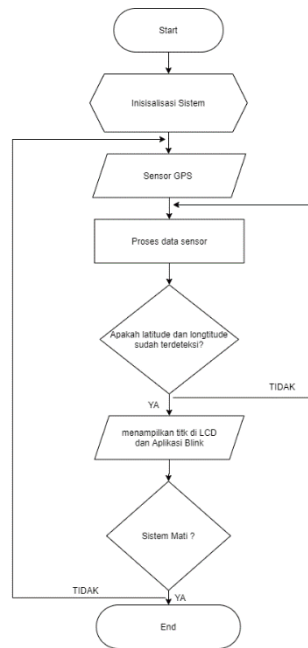 Start
Inisisalisasi Sistem
Sensor GPS
Proses data sensor
Apakah latitude dan longtitude
sudah terdeteksi?
TIDAK
YA
menampilkan titk di LCD
dan Aplikasi Blink
Sistem Mati ?
TIDAK
YA
End